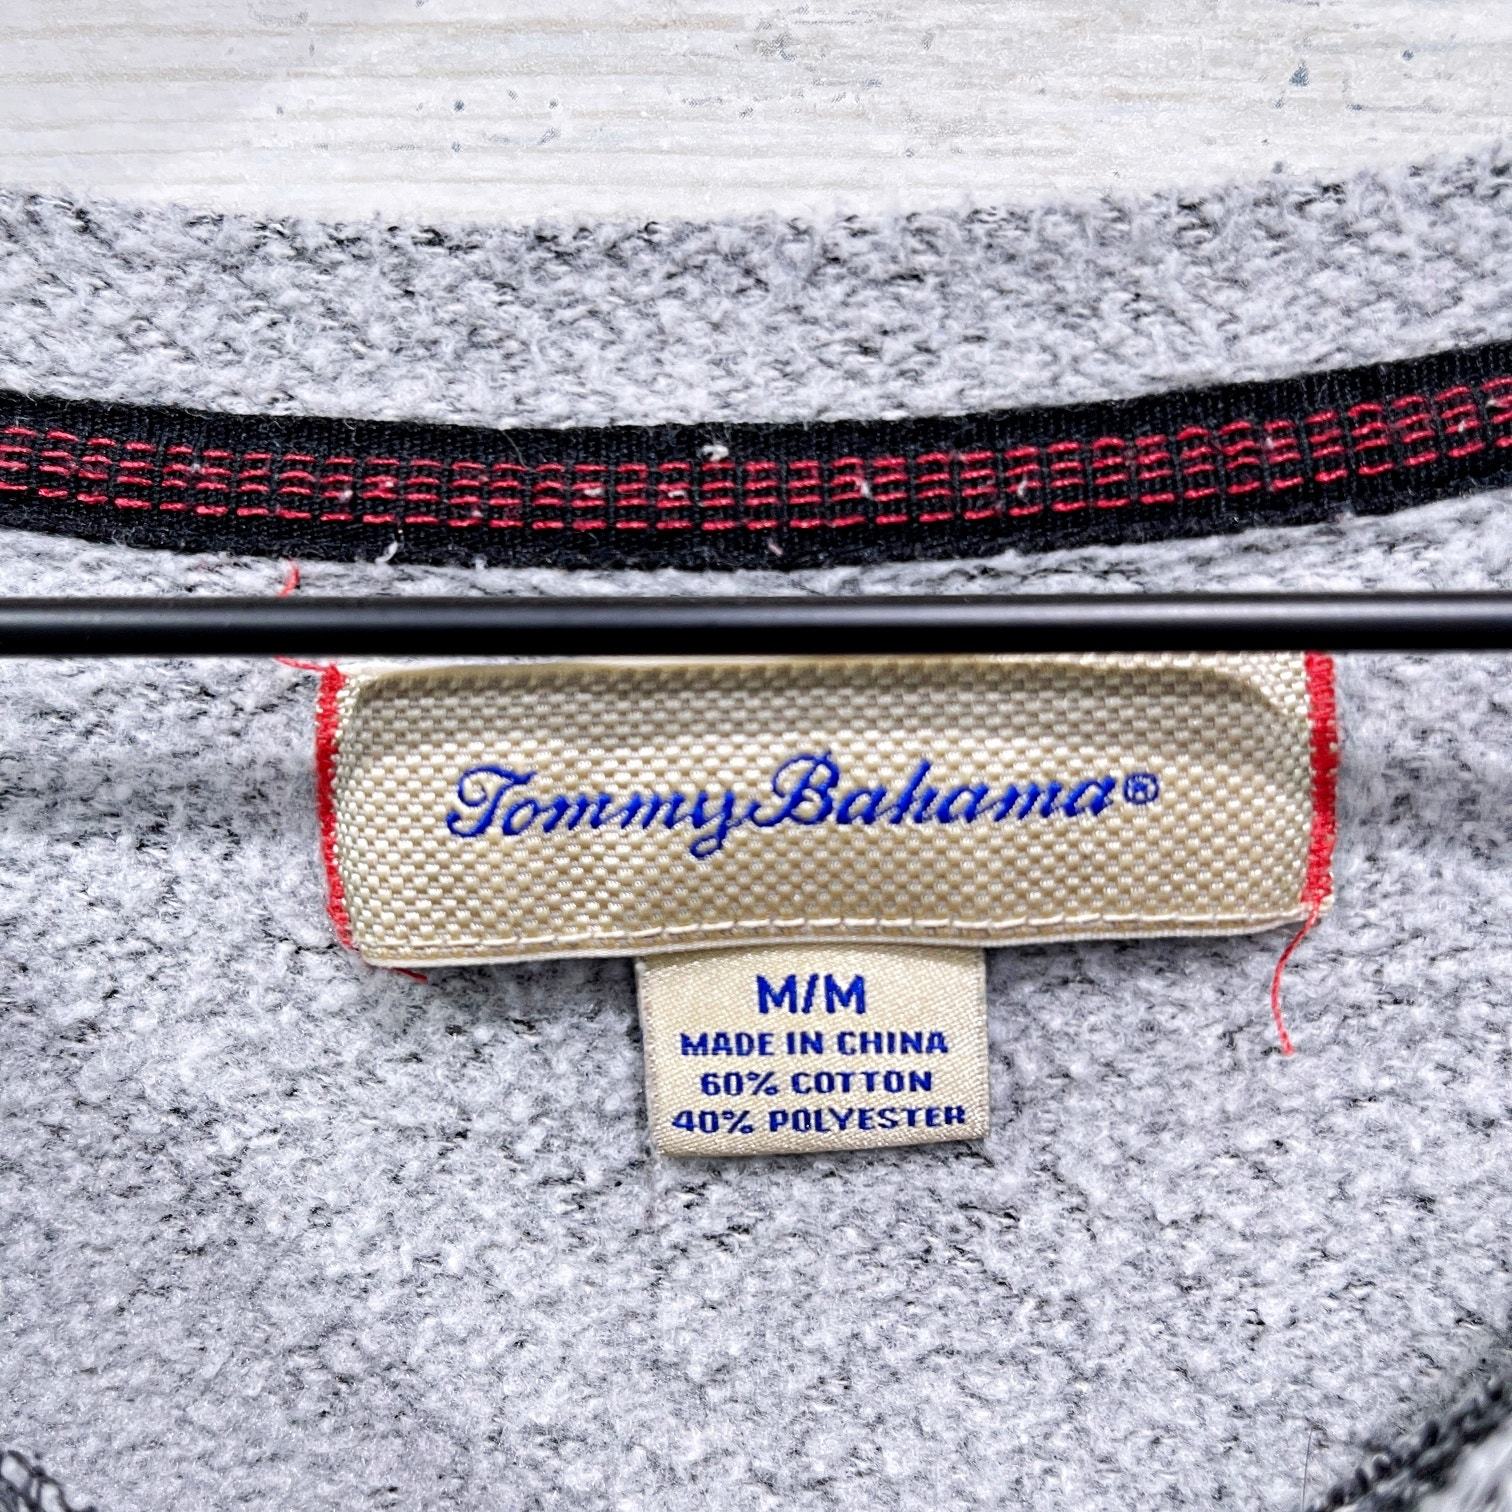 Tommy Bahama®
M/M
MADE IN CHINA
60% COTTON
40% POLYESTER